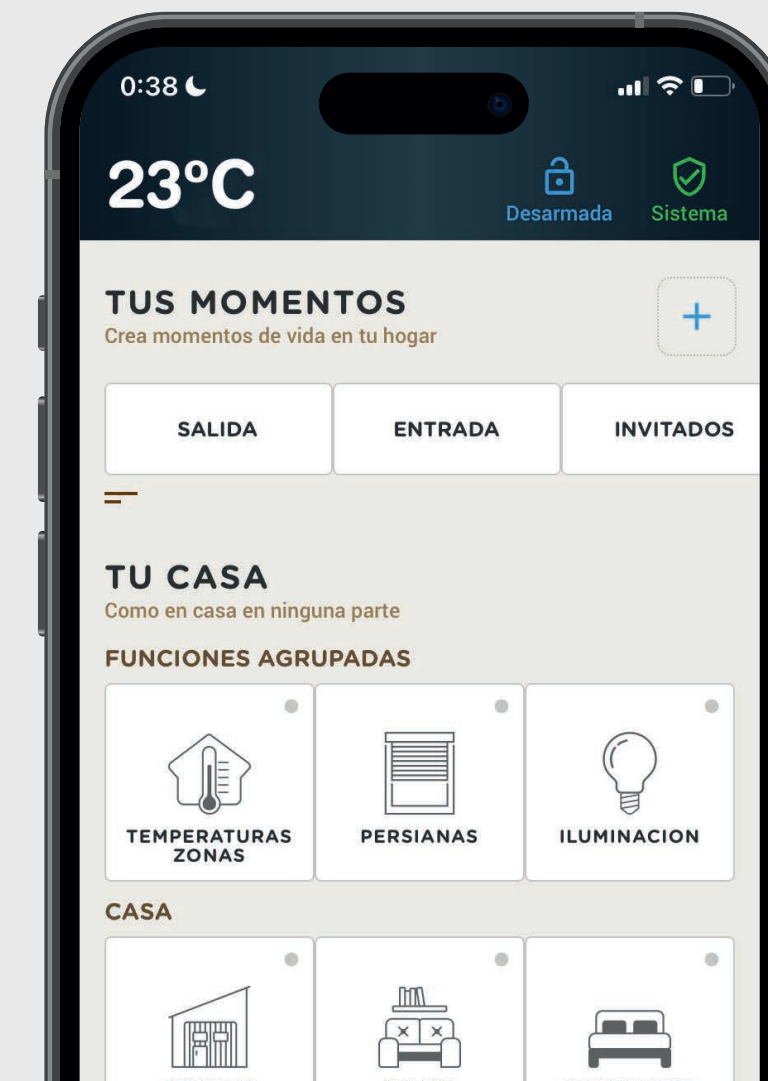 0:38
23°C
Desarmada
Sistema
TUS MOMENTOS
Crea momentos de vida en tu hogar
SALIDA
ENTRADA
INVITADOS
TU CASA
Como en casa en ninguna parte
FUNCIONES AGRUPADAS
TEMPERATURAS
ZONAS
PERSIANAS
ILUMINACION
CASA